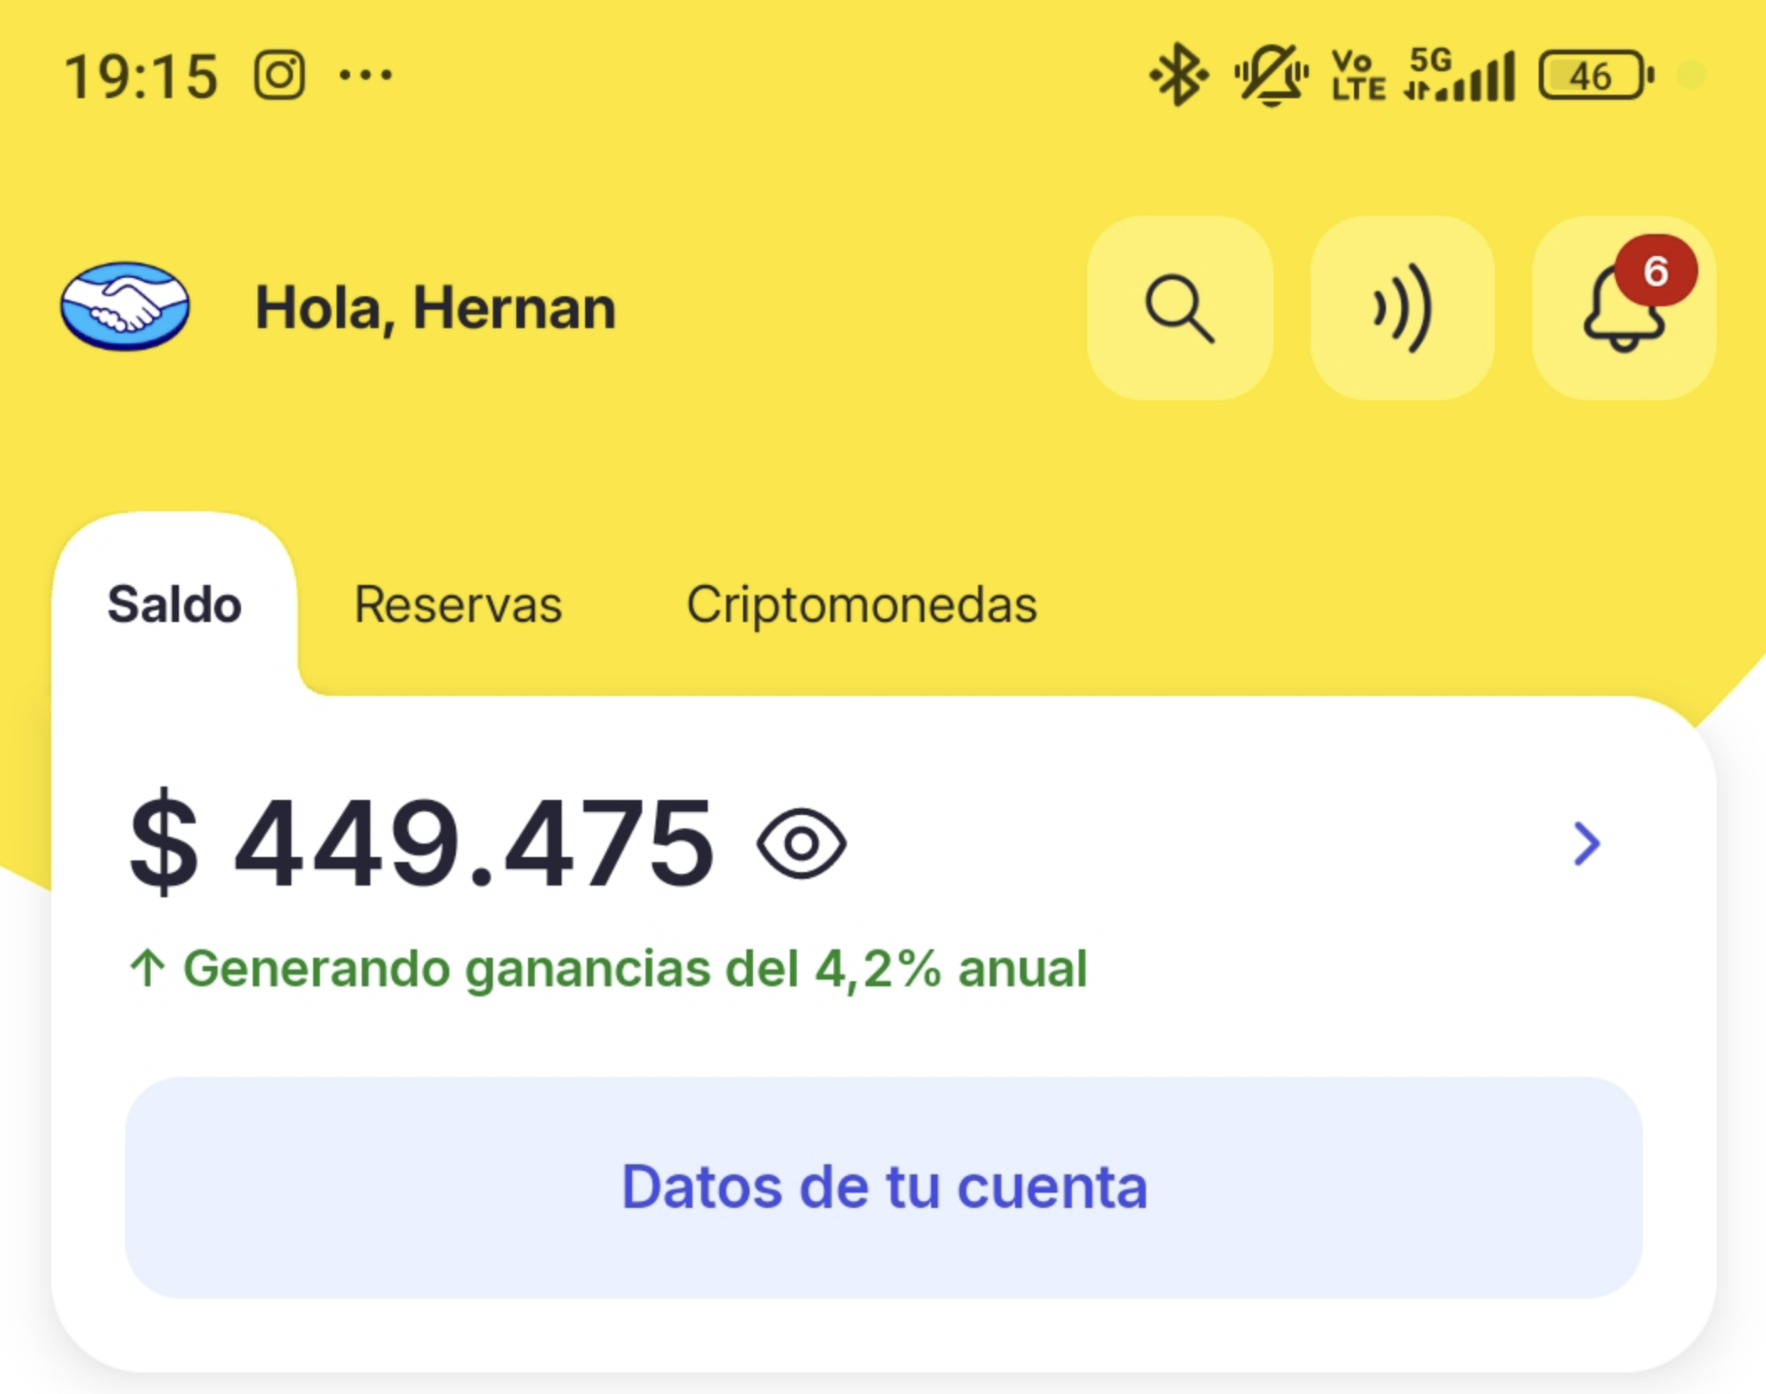 19:15 ... Vo LTE 5G 46
Hola, Hernan
6
Saldo Reservas Criptomonedas
$ 449.475
↑ Generando ganancias del 4,2% anual
Datos de tu cuenta